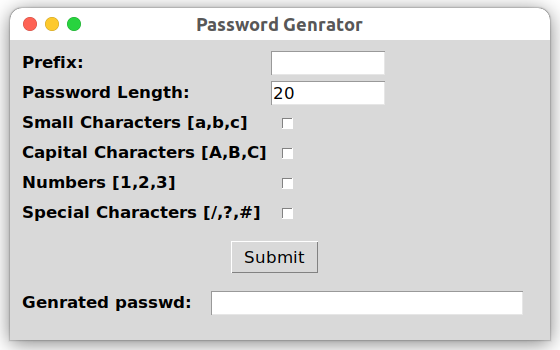 Password Genrator
Prefix:
Password Length: 20
Small Characters [a,b,c]
Capital Characters [A,B,C]
Numbers [1,2,3]
Special Characters [/,?,#]
Submit
Genrated passwd: